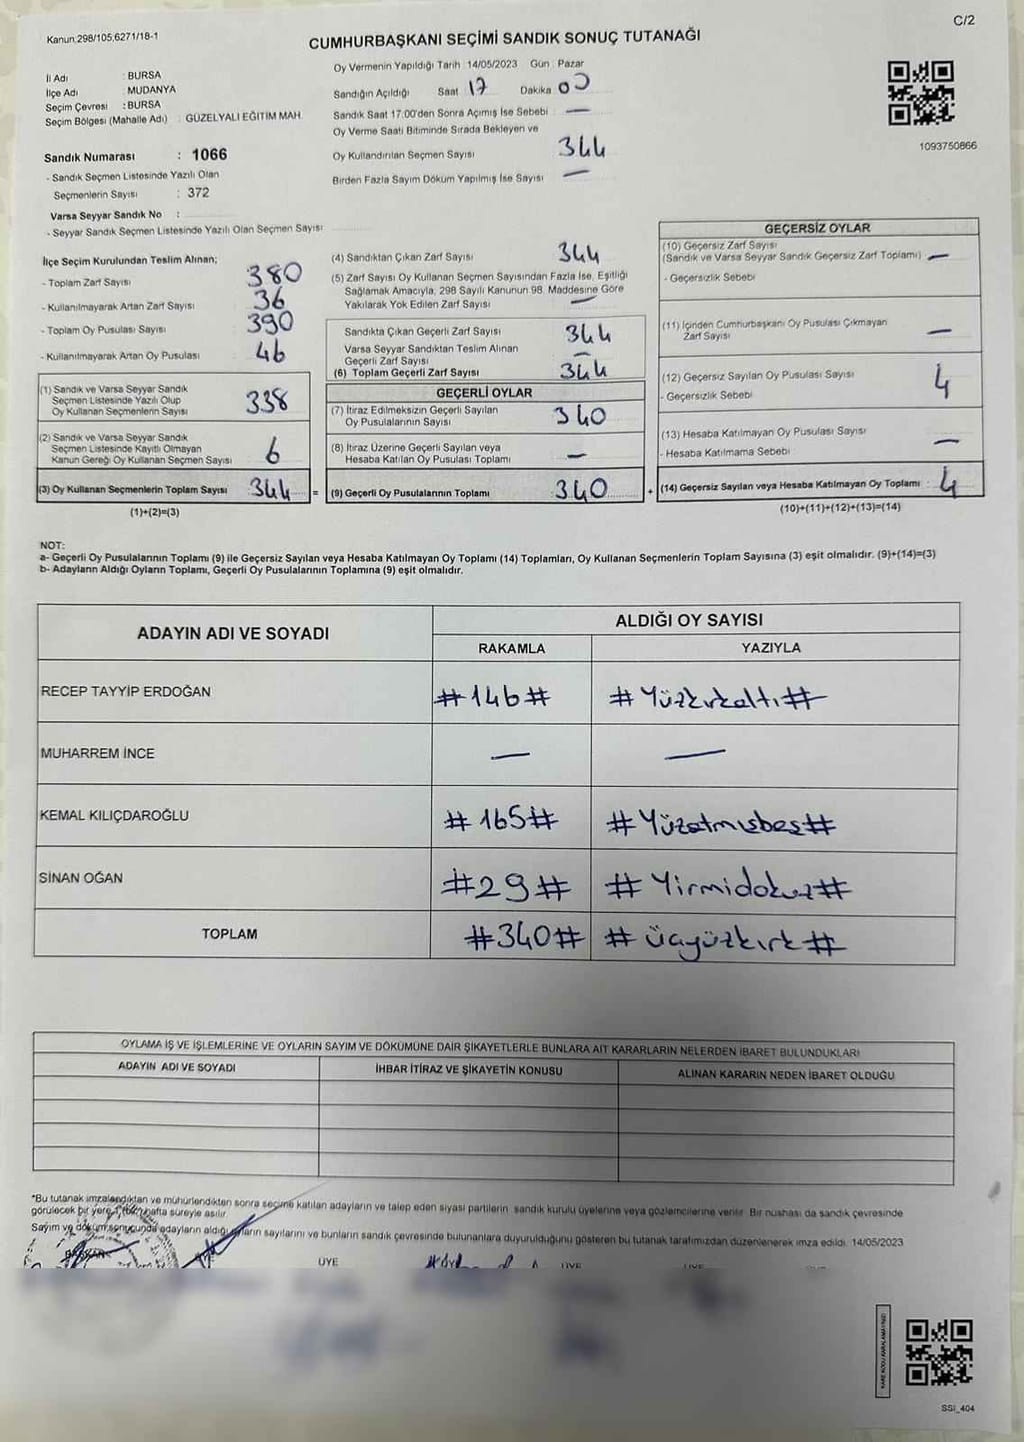 Kanun;298/105,6271/18-1
C/2
CUMHURBAŞKANI SEÇİMİ SANDIK SONUÇ TUTANAĞI
İl Adı : BURSA
İlçe Adı : MUDANYA
Seçim Çevresi : BURSA
Seçim Bölgesi (Mahalle Adı) : GÜZELYALI EĞİTİM MAH.
Sandık Numarası : 1066
- Sandık Seçmen Listesinde Yazılı Olan
Seçmenlerin Sayısı : 372
Varsa Seyyar Sandık No :
- Seyyar Sandık Seçmen Listesinde Yazılı Olan Seçmen Sayısı
Oy Vermenin Yapıldığı Tarih :14/05/2023 Gün : Pazar
Sandığın Açıldığı Saat 17 Dakika 00
Sandık Saat 17:00'den Sonra Açımış İse Sebebi —
Oy Verme Saati Bitiminde Sırada Bekleyen ve
Oy Kullandırılan Seçmen Sayısı 344
Birden Fazla Sayım Döküm Yapılmış İse Sayısı —
1093750866
İlçe Seçim Kurulundan Teslim Alınan;
- Toplam Zarf Sayısı 380
- Kullanılmayarak Artan Zarf Sayısı 36
- Toplam Oy Pusulası Sayısı 390
- Kullanılmayarak Artan Oy Pusulası 46
(1) Sandık ve Varsa Seyyar Sandık
Seçmen Listesinde Yazılı Olup
Oy Kullanan Seçmenlerin Sayısı 338
(2) Sandık ve Varsa Seyyar Sandık
Seçmen Listesinde Kayıtlı Olmayan
Kanun Gereği Oy Kullanan Seçmen Sayısı 6
(3) Oy Kullanan Seçmenlerin Toplam Sayısı 344 =
(1)+(2)=(3)
(4) Sandıktan Çıkan Zarf Sayısı 344
(5) Zarf Sayısı Oy Kullanan Seçmen Sayısından Fazla İse, Eşitliği
Sağlamak Amacıyla, 298 Sayılı Kanunun 98. Maddesine Göre
Yakılarak Yok Edilen Zarf Sayısı —
Sandıkta Çıkan Geçerli Zarf Sayısı 344
Varsa Seyyar Sandıktan Teslim Alınan
Geçerli Zarf Sayısı —
(6) Toplam Geçerli Zarf Sayısı 344
GEÇERLİ OYLAR
(7) İtiraz Edilmeksizin Geçerli Sayılan
Oy Pusulalarının Sayısı 340
(8) İtiraz Üzerine Geçerli Sayılan veya
Hesaba Katılan Oy Pusulası Toplamı —
(9) Geçerli Oy Pusulalarının Toplamı 340 +
GEÇERSİZ OYLAR
(10) Geçersiz Zarf Sayısı
(Sandık ve Varsa Seyyar Sandık Geçersiz Zarf Toplamı) —
- Geçersizlik Sebebi
(11) İçinden Cumhurbaşkanı Oy Pusulası Çıkmayan
Zarf Sayısı —
(12) Geçersiz Sayılan Oy Pusulası Sayısı 4
- Geçersizlik Sebebi
(13) Hesaba Katılmayan Oy Pusulası Sayısı —
- Hesaba Katılmama Sebebi
(14) Geçersiz Sayılan veya Hesaba Katılmayan Oy Toplamı : 4
(10)+(11)+(12)+(13)=(14)
NOT:
a- Geçerli Oy Pusulalarının Toplamı (9) ile Geçersiz Sayılan veya Hesaba Katılmayan Oy Toplamı (14) Toplamları, Oy Kullanan Seçmenlerin Toplam Sayısına (3) eşit olmalıdır. (9)+(14)=(3)
b- Adayların Aldığı Oyların Toplamı, Geçerli Oy Pusulalarının Toplamına (9) eşit olmalıdır.
ADAYIN ADI VE SOYADI
ALDIĞI OY SAYISI
RAKAMLA YAZIYLA
RECEP TAYYİP ERDOĞAN #146# #Yüzkırkaltı#
MUHARREM İNCE — —
KEMAL KILIÇDAROĞLU #165# #Yüzatmışbeş#
SİNAN OĞAN #29# #Yirmidokuz#
TOPLAM #340# #Üçyüzkırk#
OYLAMA İŞ VE İŞLEMLERİNE VE OYLARIN SAYIM VE DÖKÜMÜNE DAİR ŞİKAYETLERLE BUNLARA AİT KARARLARIN NELERDEN İBARET BULUNDUKLARI
ADAYIN ADI VE SOYADI İHBAR İTİRAZ VE ŞİKAYETİN KONUSU ALINAN KARARIN NEDEN İBARET OLDUĞU
*Bu tutanak imzalandıktan ve mühürlendikten sonra seçime katılan adayların ve talep eden siyasi partilerin sandık kurulu üyelerine veya gözlemcilerine verilir. Bir nüshası da sandık çevresinde
görülecek bir yere 1 (bir) hafta süreyle asılır.
Sayım ve döküm sonucunda adayların aldığı oyların sayılarını ve bunların sandık çevresinde bulunanlara duyurulduğunu gösteren bu tutanak tarafımızdan düzenlenerek imza edildi. 14/05/2023
BAŞKAN ÜYE ÜYE ÜYE
SSI_404